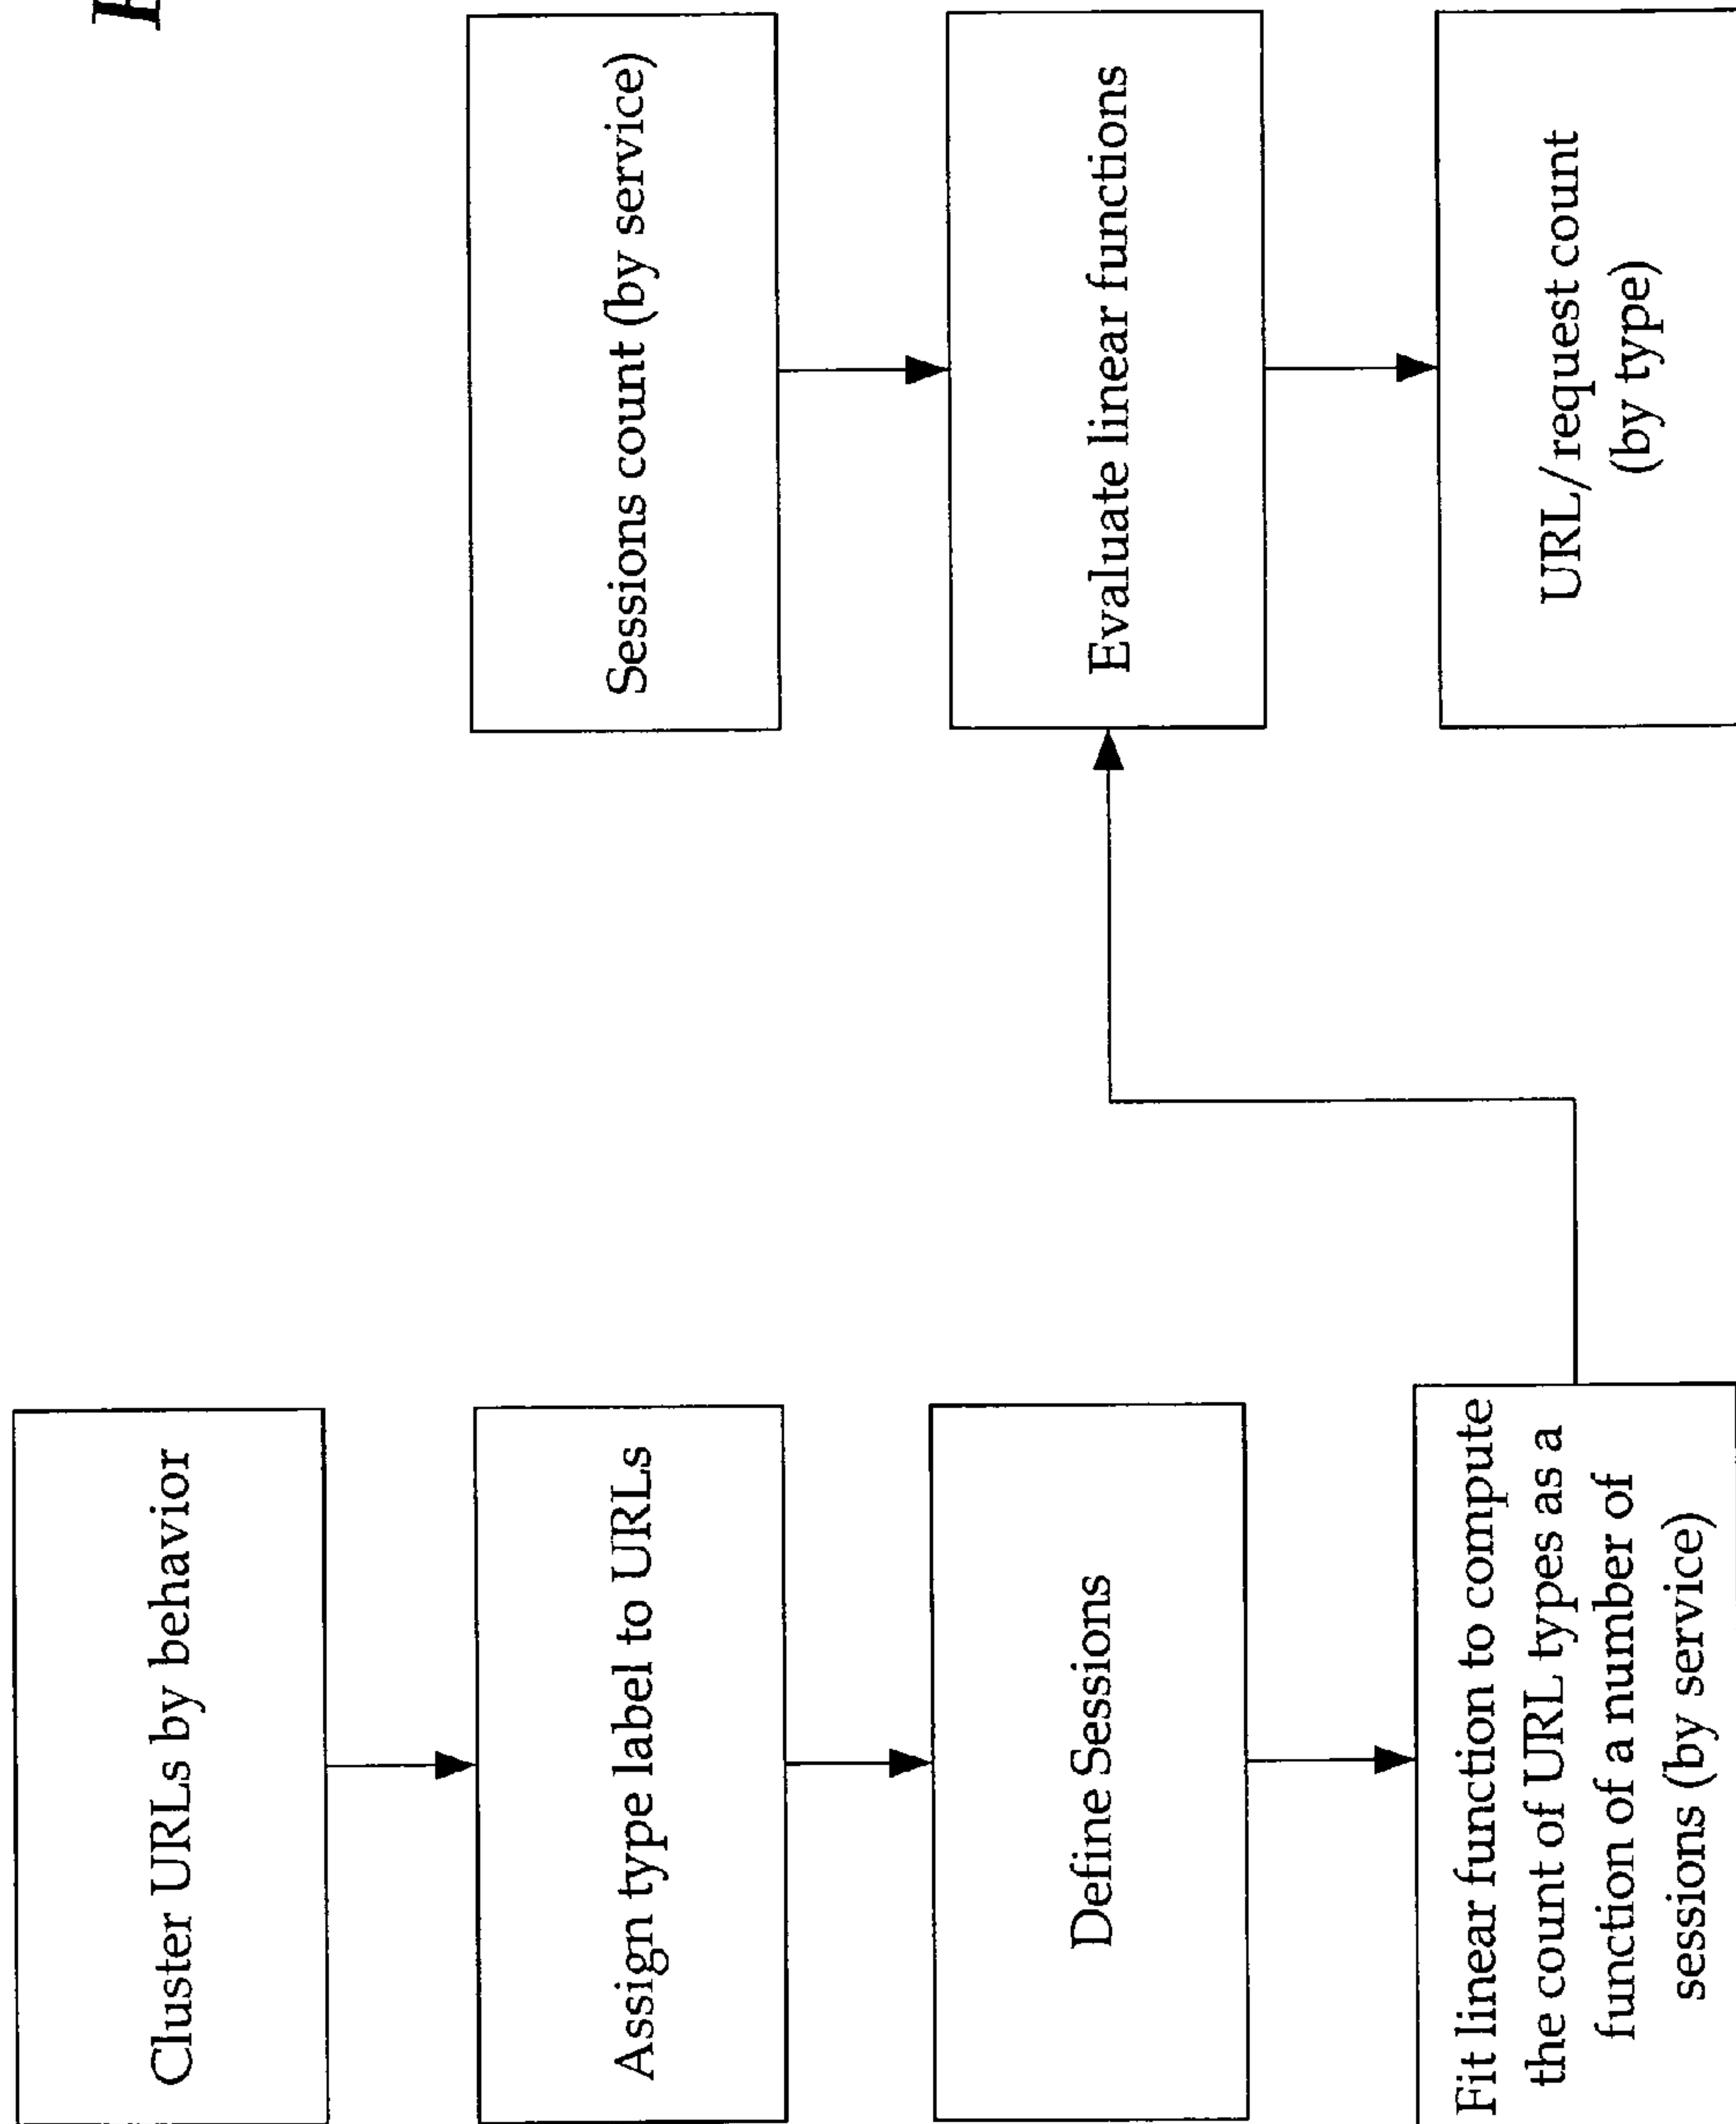 Cluster URLs by behavior
Assign type label to URLs
Define Sessions
Fit linear function to compute
the count of URL types as a
function of a number of
sessions (by service)
Sessions count (by service)
Evaluate linear functions
URL/request count
(by type)